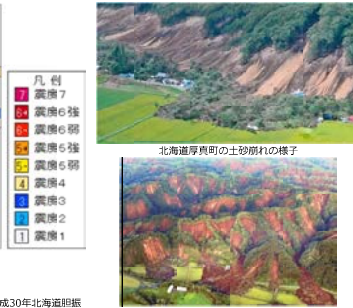 凡 例
7 震度7
6+ 震度6強
6- 震度6弱
5+ 震度5強
5- 震度5弱
4 震度4
3 震度3
2 震度2
1 震度1
北海道厚真町の土砂崩れの様子
成30年北海道胆振